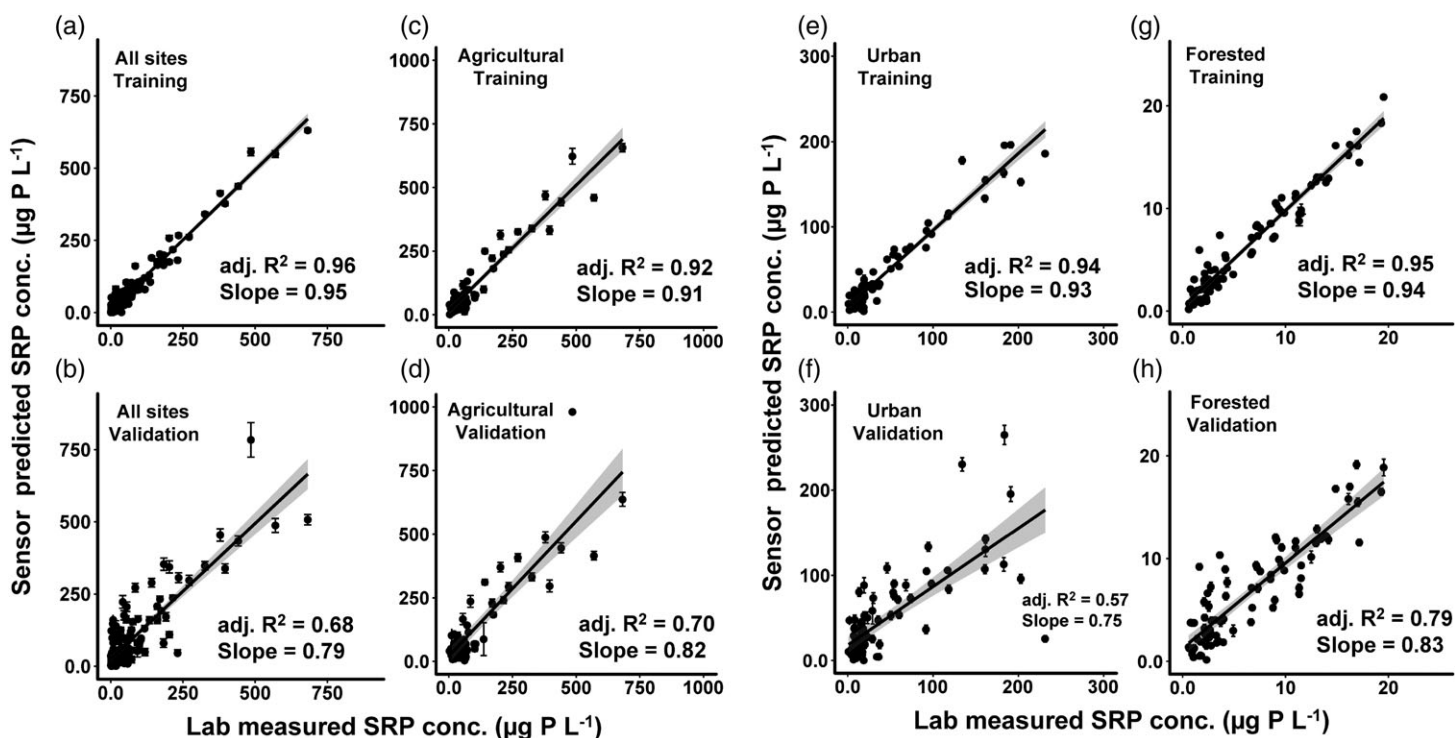 (a)
All sites
Training
750
500
250
0.0
adj. R² = 0.96
Slope = 0.95
0.0 250 500 750
(c)
Agricultural
Training
1000
750
500
250
0.0
adj. R² = 0.92
Slope = 0.91
0.0 250 500 750 1000
(e)
Urban
Training
300
200
100
0.0
adj. R² = 0.94
Slope = 0.93
0.0 100 200 300
(g)
Forested
Training
20
10
0.0
adj. R² = 0.95
Slope = 0.94
0.0 10 20
(b)
All sites
Validation
750
500
250
0.0
adj. R² = 0.68
Slope = 0.79
0.0 250 500 750
(d)
Agricultural
Validation
1000
750
500
250
0.0
adj. R² = 0.70
Slope = 0.82
0.0 250 500 750 1000
(f)
Urban
Validation
300
200
100
0.0
adj. R² = 0.57
Slope = 0.75
0.0 100 200 300
(h)
Forested
Validation
20
10
0.0
adj. R² = 0.79
Slope = 0.83
0.0 10 20
Sensor predicted SRP conc. (µg P L⁻¹)
Sensor predicted SRP conc. (µg P L⁻¹)
Lab measured SRP conc. (µg P L⁻¹)
Lab measured SRP conc. (µg P L⁻¹)